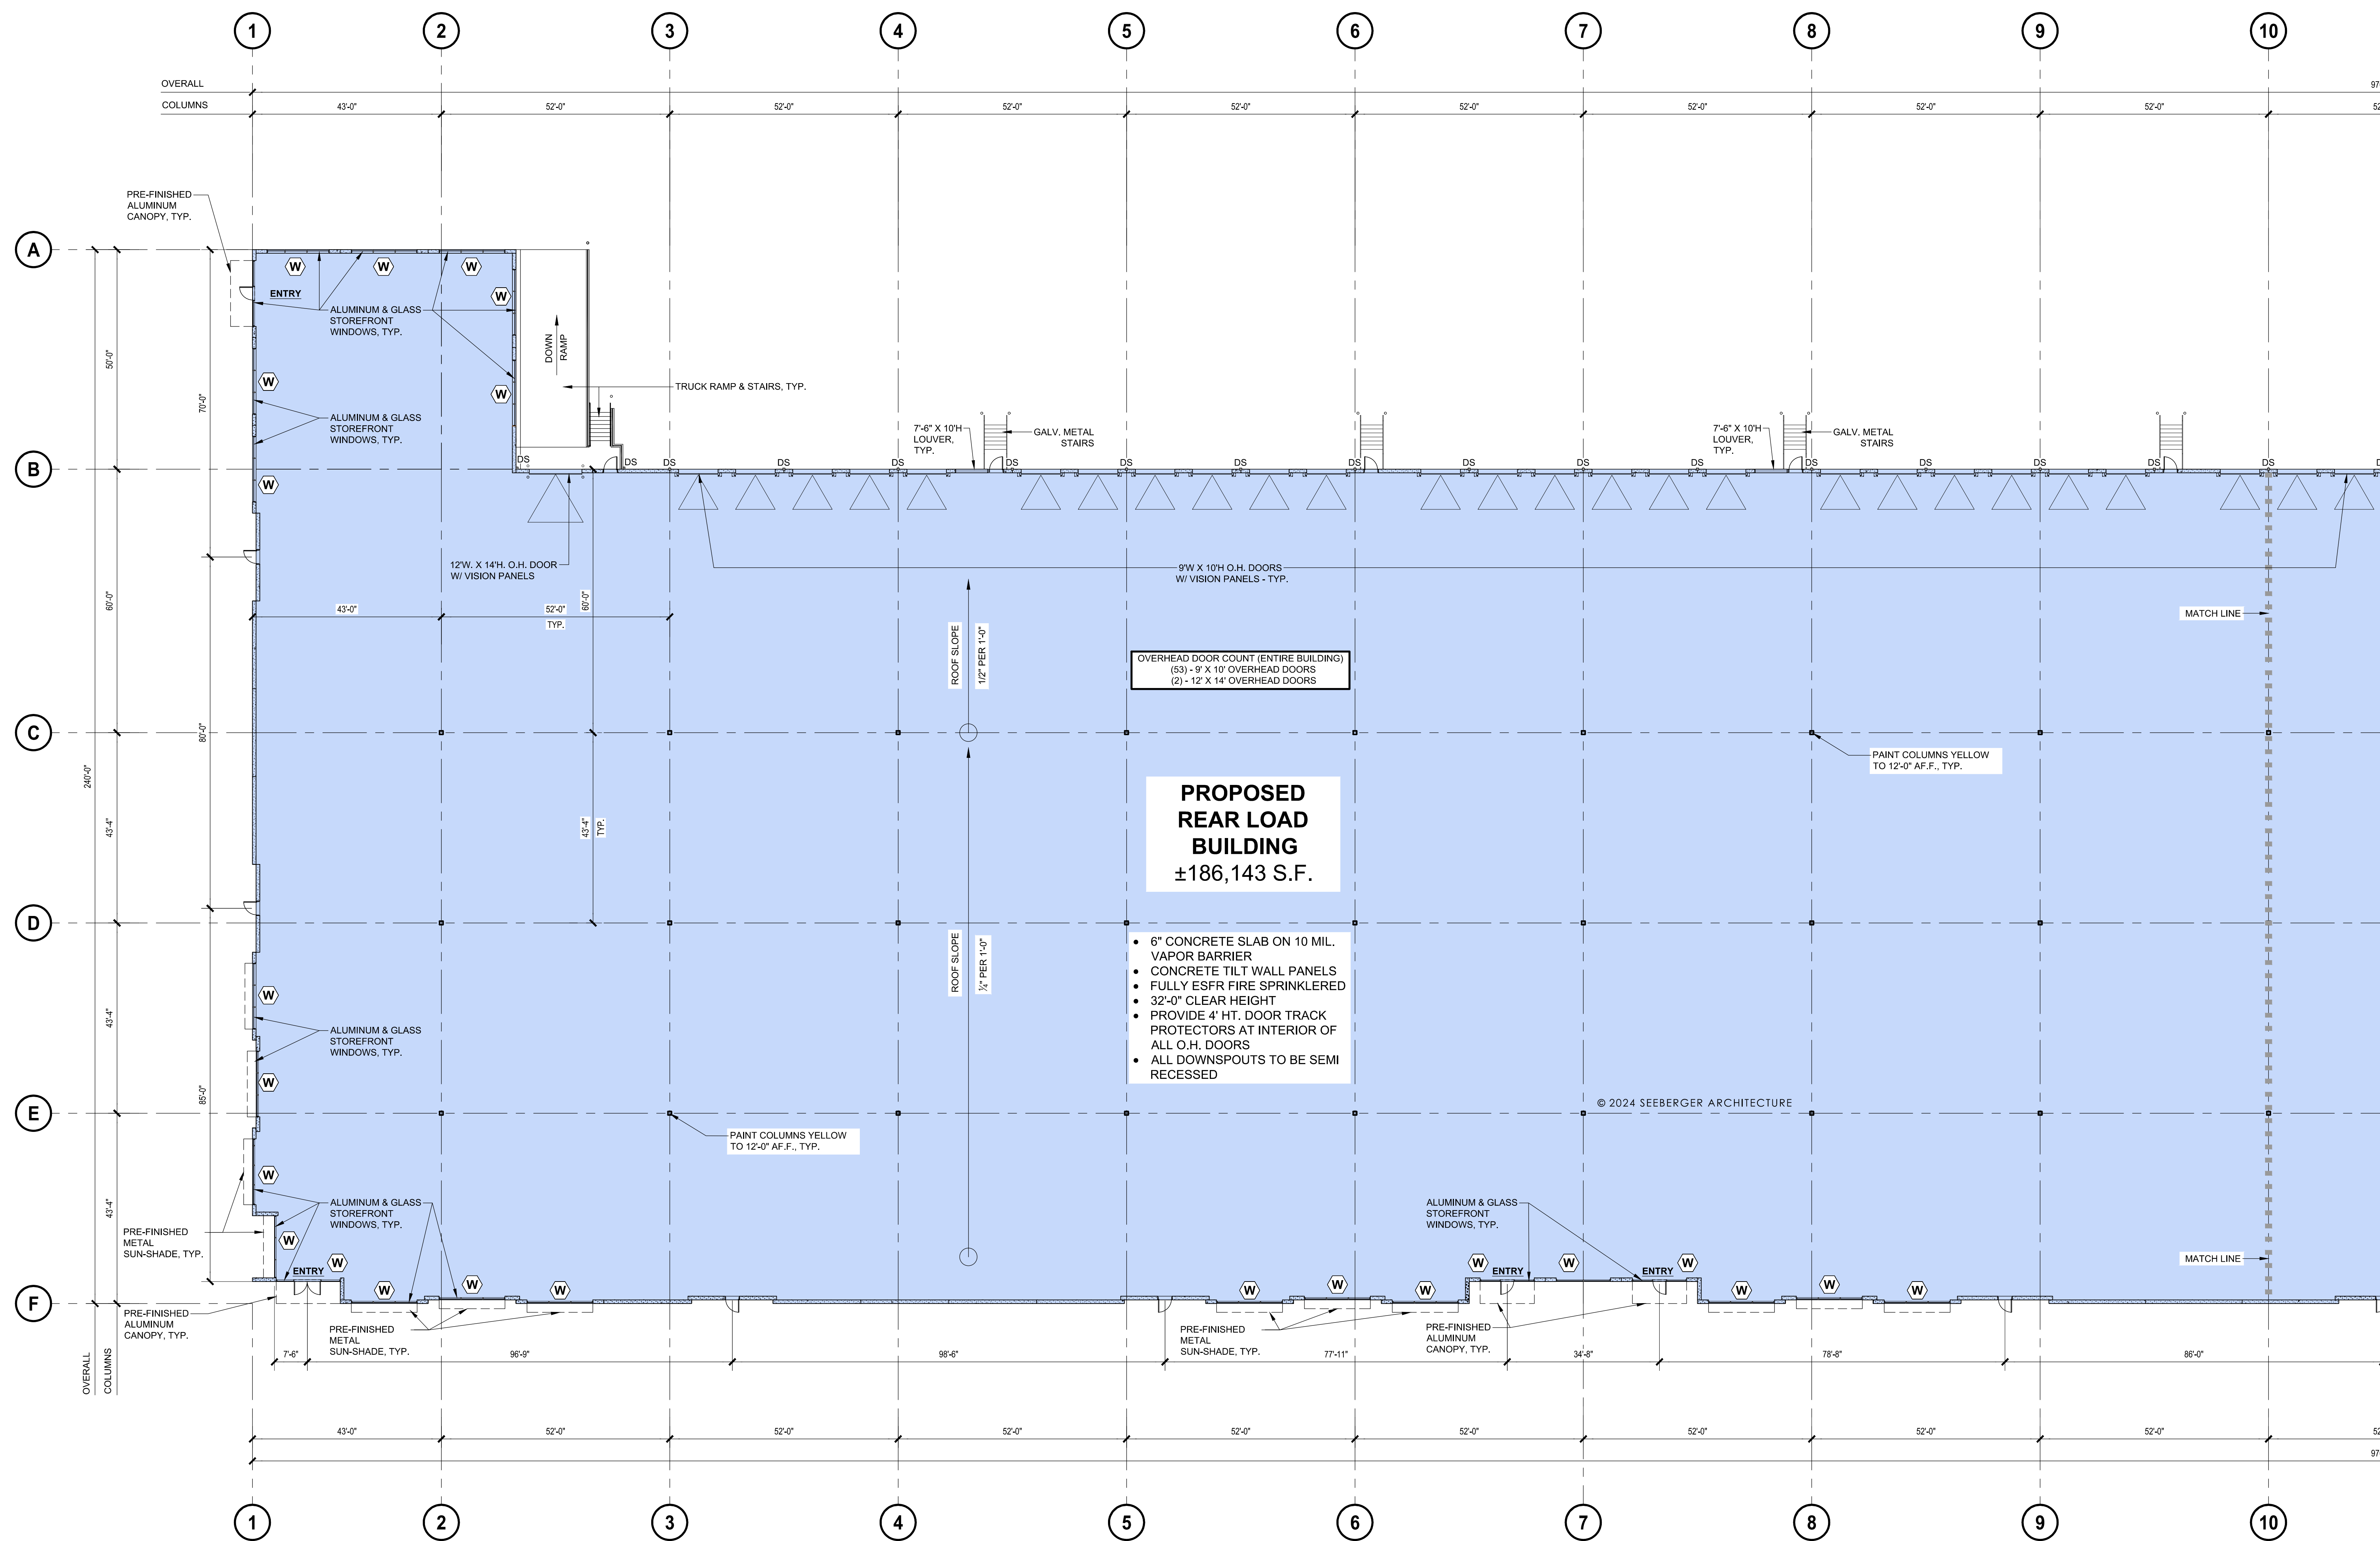 1 2 3 4 5 6 7 8 9 10
OVERALL
97
COLUMNS
43'-0" 52'-0" 52'-0" 52'-0" 52'-0" 52'-0" 52'-0" 52'-0" 52'-0" 52
PRE-FINISHED
ALUMINUM
CANOPY, TYP.
A
W W W
ENTRY
W
ALUMINUM & GLASS
STOREFRONT
WINDOWS, TYP.
DOWN
RAMP
50'-0"
70'-0"
W
W
TRUCK RAMP & STAIRS, TYP.
ALUMINUM & GLASS
STOREFRONT
WINDOWS, TYP.
7'-6" X 10'H
LOUVER,
TYP.
GALV. METAL
STAIRS
7'-6" X 10'H
LOUVER,
TYP.
GALV. METAL
STAIRS
B
DS DS DS DS DS DS DS DS DS DS DS DS DS DS DS DS
W
12'W. X 14'H. O.H. DOOR
W/ VISION PANELS
9'W X 10'H O.H. DOORS
W/ VISION PANELS - TYP.
60'-0"
60'-0"
43'-0" 52'-0"
TYP.
MATCH LINE
ROOF SLOPE
1/2" PER 1'-0"
OVERHEAD DOOR COUNT (ENTIRE BUILDING)
(53) - 9' X 10' OVERHEAD DOORS
(2) - 12' X 14' OVERHEAD DOORS
C
80'-0"
240'-0"
PAINT COLUMNS YELLOW
TO 12'-0" AF.F., TYP.
43'-4"
43'-4"
TYP.
PROPOSED
REAR LOAD
BUILDING
±186,143 S.F.
D
ROOF SLOPE
¼" PER 1'-0"
• 6" CONCRETE SLAB ON 10 MIL.
VAPOR BARRIER
• CONCRETE TILT WALL PANELS
• FULLY ESFR FIRE SPRINKLERED
• 32'-0" CLEAR HEIGHT
• PROVIDE 4' HT. DOOR TRACK
PROTECTORS AT INTERIOR OF
ALL O.H. DOORS
• ALL DOWNSPOUTS TO BE SEMI
RECESSED
43'-4"
W
ALUMINUM & GLASS
STOREFRONT
WINDOWS, TYP.
W
85'-0"
© 2024 SEEBERGER ARCHITECTURE
E
PAINT COLUMNS YELLOW
TO 12'-0" AF.F., TYP.
W
43'-4"
ALUMINUM & GLASS
STOREFRONT
WINDOWS, TYP.
ALUMINUM & GLASS
STOREFRONT
WINDOWS, TYP.
PRE-FINISHED
METAL
SUN-SHADE, TYP.
W
MATCH LINE
W
ENTRY
W W W
W W W
W
ENTRY
W
ENTRY
W
W W W
F
PRE-FINISHED
ALUMINUM
CANOPY, TYP.
PRE-FINISHED
METAL
SUN-SHADE, TYP.
PRE-FINISHED
METAL
SUN-SHADE, TYP.
PRE-FINISHED
ALUMINUM
CANOPY, TYP.
OVERALL
COLUMNS
7'-6" 96'-9" 98'-6" 77'-11" 34'-8" 78'-8" 86'-0"
43'-0" 52'-0" 52'-0" 52'-0" 52'-0" 52'-0" 52'-0" 52'-0" 52'-0" 52
97
1 2 3 4 5 6 7 8 9 10